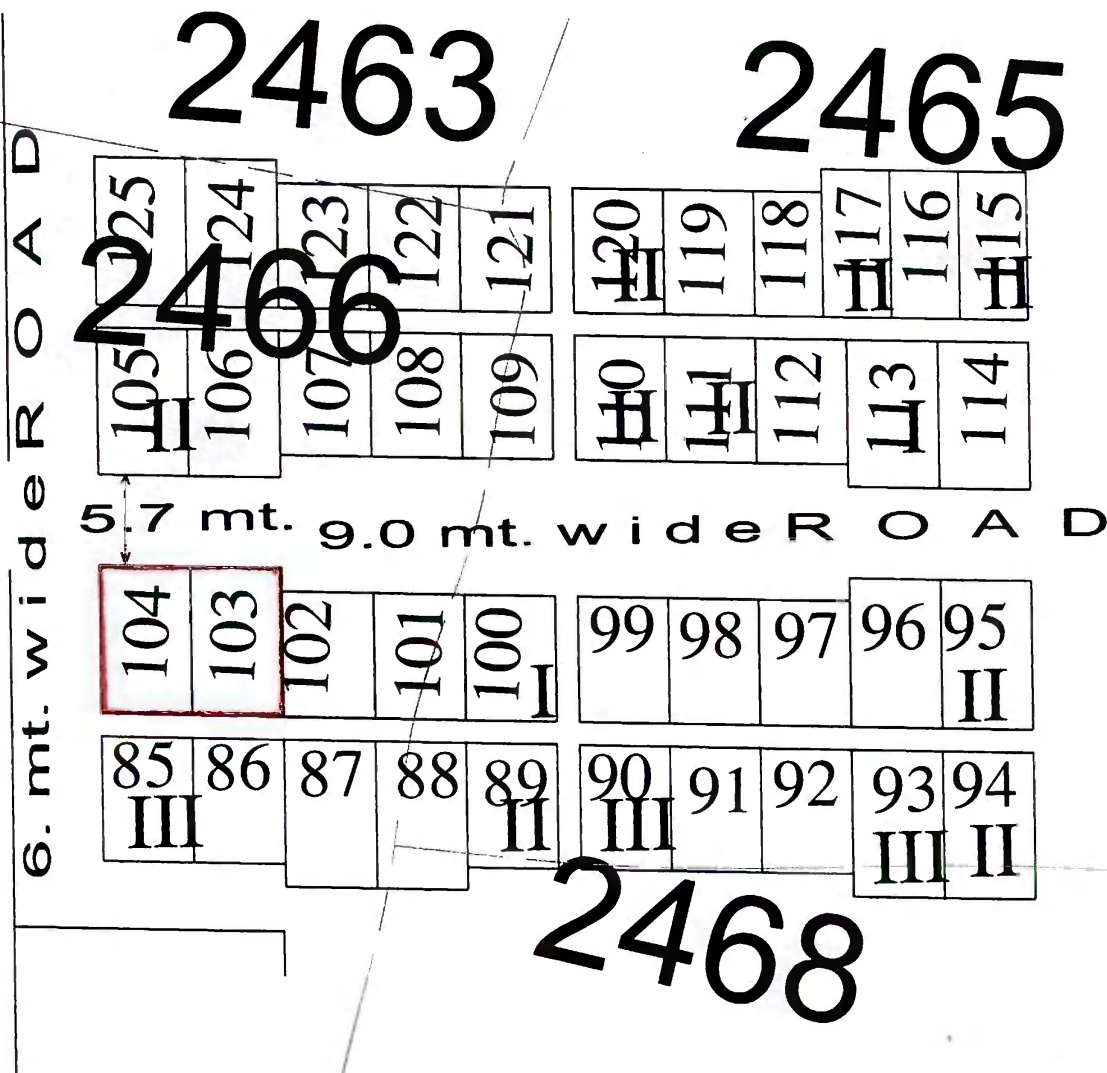 2463 2465
125 124 123 122 121 120 119 118 117 116 115
II II II
2466
105 106 107 108 109 110 111 112 113 114
II II II I
5.7 mt. 9.0 mt. wide ROAD
6. mt. wide ROAD
104 103 102 101 100 99 98 97 96 95
I II
85 86 87 88 89 90 91 92 93 94
III II III III II
2468